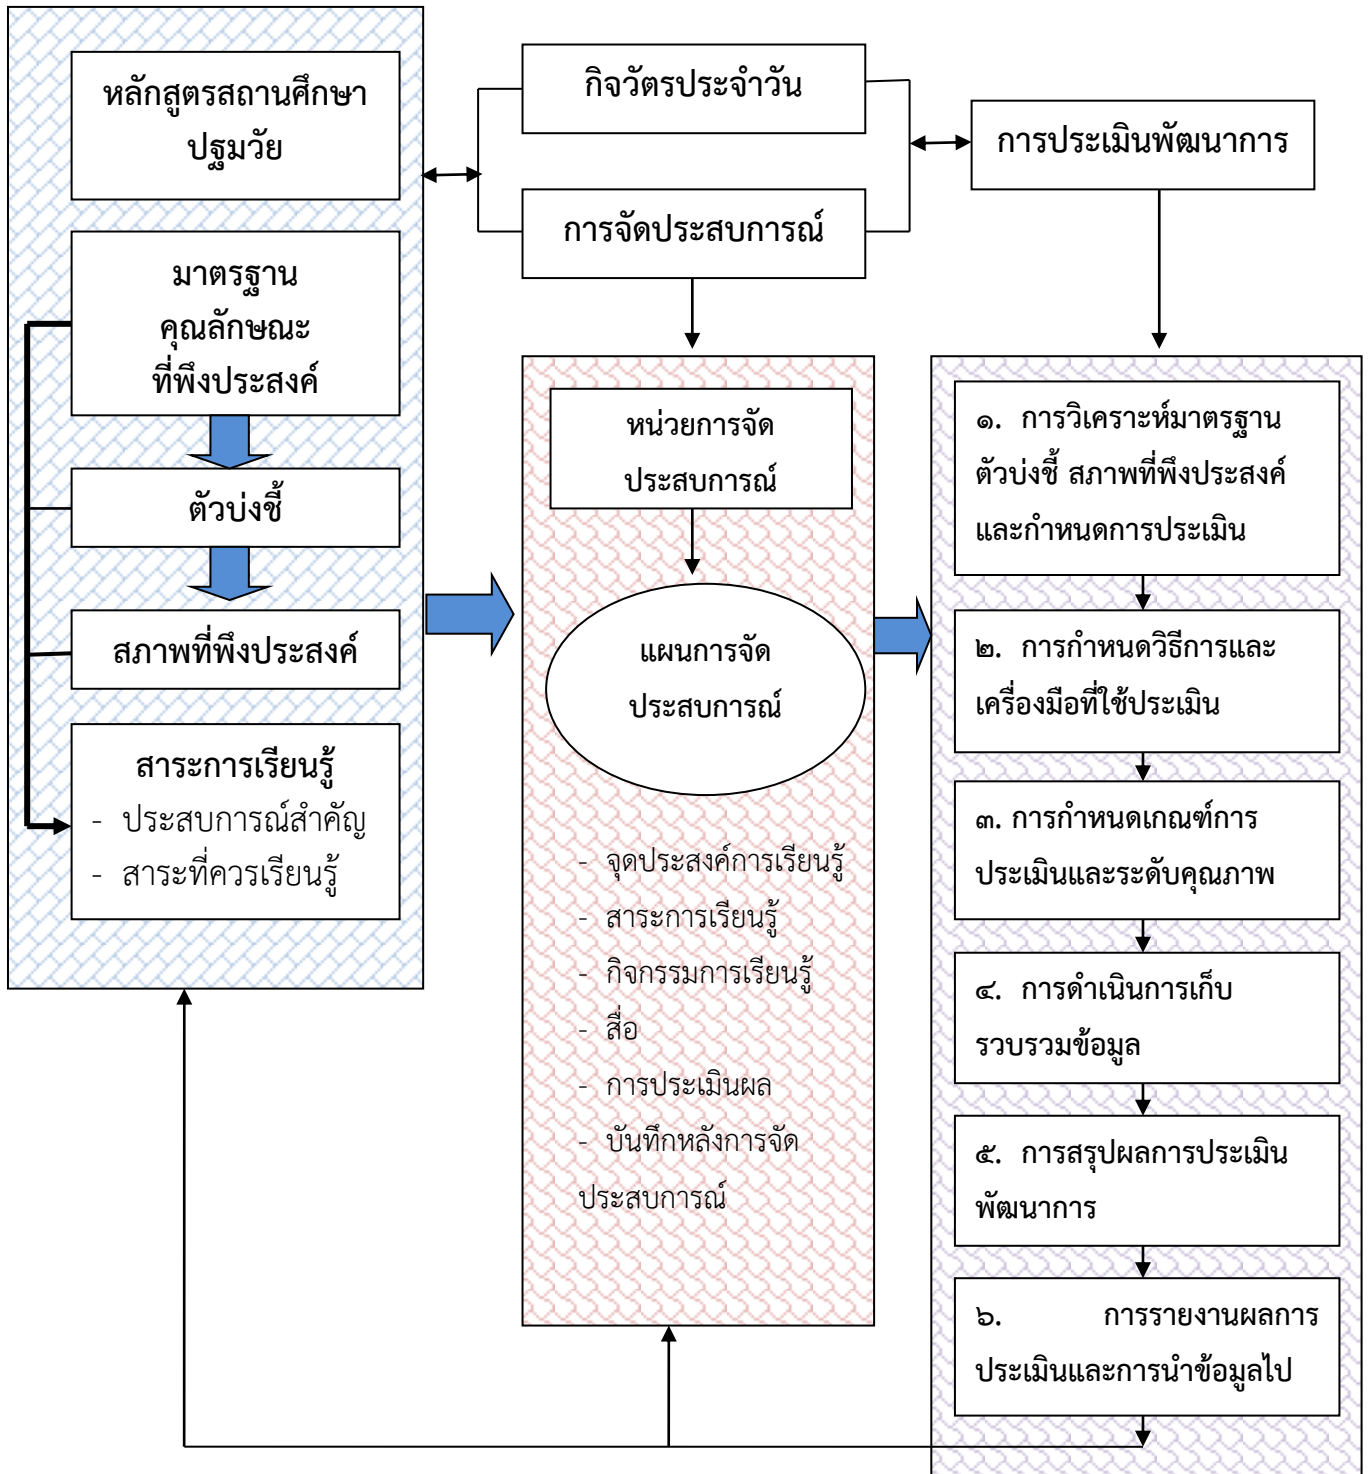 หลักสูตรสถานศึกษา
ปฐมวัย
มาตรฐาน
คุณลักษณะ
ที่พึงประสงค์
ตัวบ่งชี้
สภาพที่พึงประสงค์
สาระการเรียนรู้
- ประสบการณ์สำคัญ
- สาระที่ควรเรียนรู้
กิจวัตรประจำวัน
การจัดประสบการณ์
หน่วยการจัด
ประสบการณ์
แผนการจัด
ประสบการณ์
- จุดประสงค์การเรียนรู้
- สาระการเรียนรู้
- กิจกรรมการเรียนรู้
- สื่อ
- การประเมินผล
- บันทึกหลังการจัด
ประสบการณ์
การประเมินพัฒนาการ
๑. การวิเคราะห์มาตรฐาน
ตัวบ่งชี้ สภาพที่พึงประสงค์
และกำหนดการประเมิน
๒. การกำหนดวิธีการและ
เครื่องมือที่ใช้ประเมิน
๓. การกำหนดเกณฑ์การ
ประเมินและระดับคุณภาพ
๔. การดำเนินการเก็บ
รวบรวมข้อมูล
๕. การสรุปผลการประเมิน
พัฒนาการ
๖. การรายงานผลการ
ประเมินและการนำข้อมูลไป